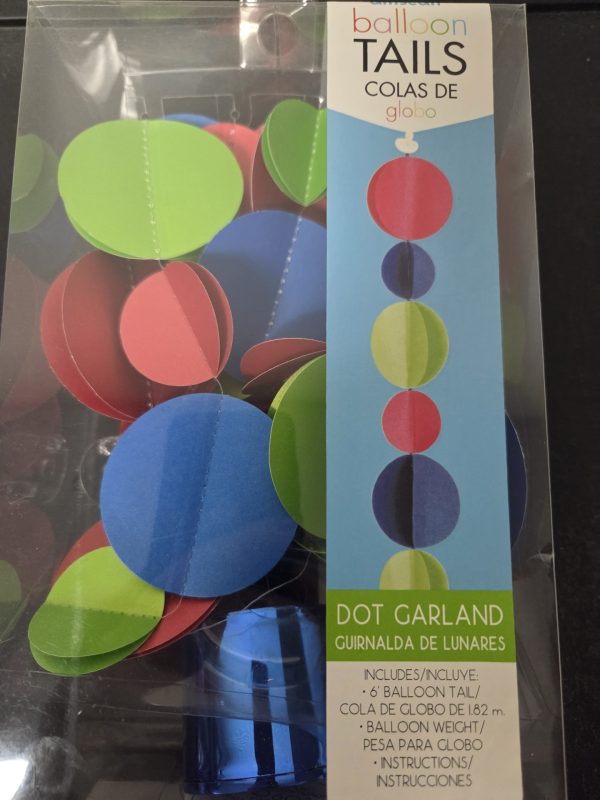 amscan
balloon
TAILS
COLAS DE
globo
DOT GARLAND
GUIRNALDA DE LUNARES
INCLUDES/INCLUYE:
• 6' BALLOON TAIL/
COLA DE GLOBO DE 1.82 m.
• BALLOON WEIGHT/
PESA PARA GLOBO
• INSTRUCTIONS/
INSTRUCCIONES